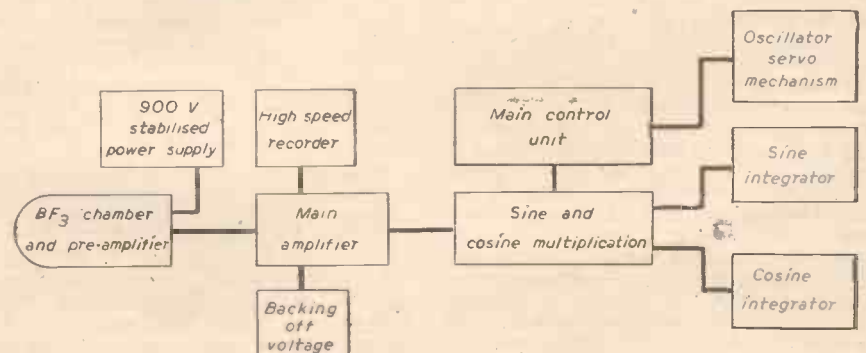 Oscillator
servo
mechanism
900 V
stabilised
power supply
High speed
recorder
Main control
unit
Sine
integrator
BF₃ chamber
and pre-amplifier
Main
amplifier
Sine and
cosine multiplication
Cosine
integrator
Backing
off
voltage